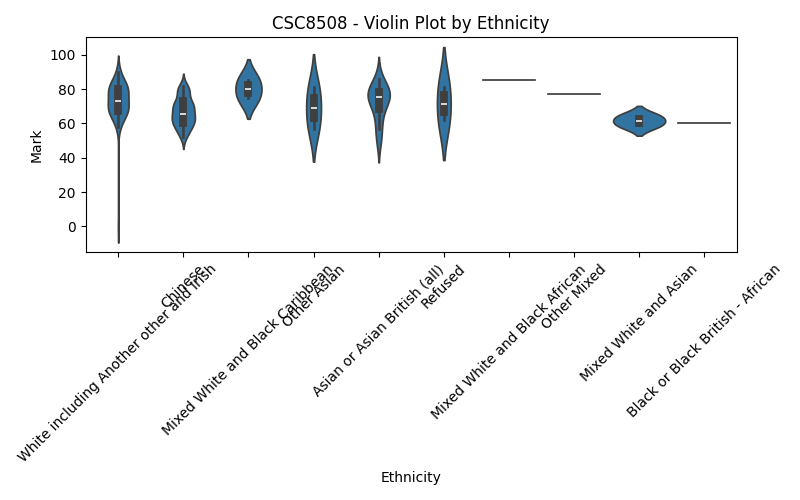 CSC8508 - Violin Plot by Ethnicity
Mark
100
80
60
40
20
0
White including Another other and Irish
Chinese
Mixed White and Black Caribbean
Other Asian
Asian or Asian British (all)
Refused
Mixed White and Black African
Other Mixed
Mixed White and Asian
Black or Black British - African
Ethnicity